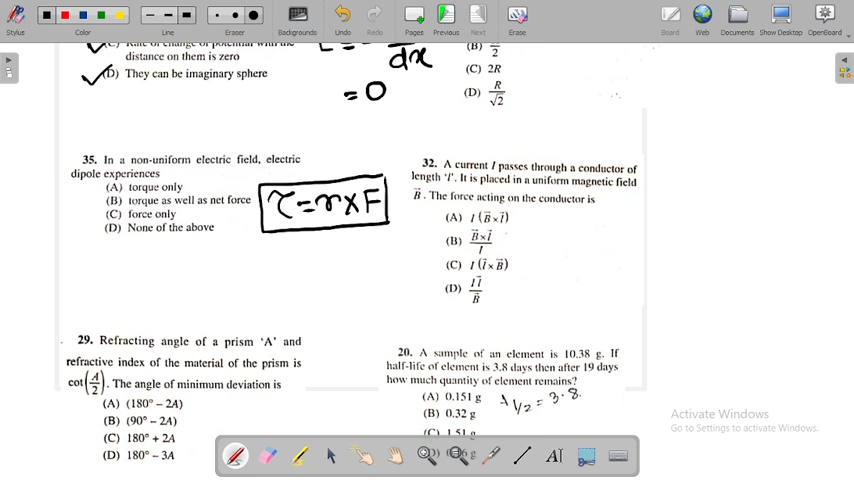 Stylus
Color
Line
Eraser
Backgrounds
Undo
Redo
Pages
Previous
Next
Erase
Board
Web
Documents
Show Desktop
OpenBoard
distance on them is zero
(D) They can be imaginary sphere
dx
= 0
(B) 2
(C) 2R
(D) R/√2
35. In a non-uniform electric field, electric
dipole experiences
(A) torque only
(B) torque as well as net force
(C) force only
(D) None of the above
τ = r × F
32. A current I passes through a conductor of
length 'l'. It is placed in a uniform magnetic field
B⃗. The force acting on the conductor is
(A) I (B⃗ × l⃗)
(B) B⃗ × l⃗ / I
(C) I (l⃗ × B⃗)
(D) I l⃗ / B⃗
29. Refracting angle of a prism 'A' and
refractive index of the material of the prism is
cot(A/2). The angle of minimum deviation is
(A) (180° – 2A)
(B) (90° – 2A)
(C) 180° + 2A
(D) 180° – 3A
20. A sample of an element is 10.38 g. If
half-life of element is 3.8 days then after 19 days
how much quantity of element remains?
(A) 0.151 g
(B) 0.32 g
(C) 1.51 g
1/2 = 3.8
Activate Windows
Go to Settings to activate Windows.